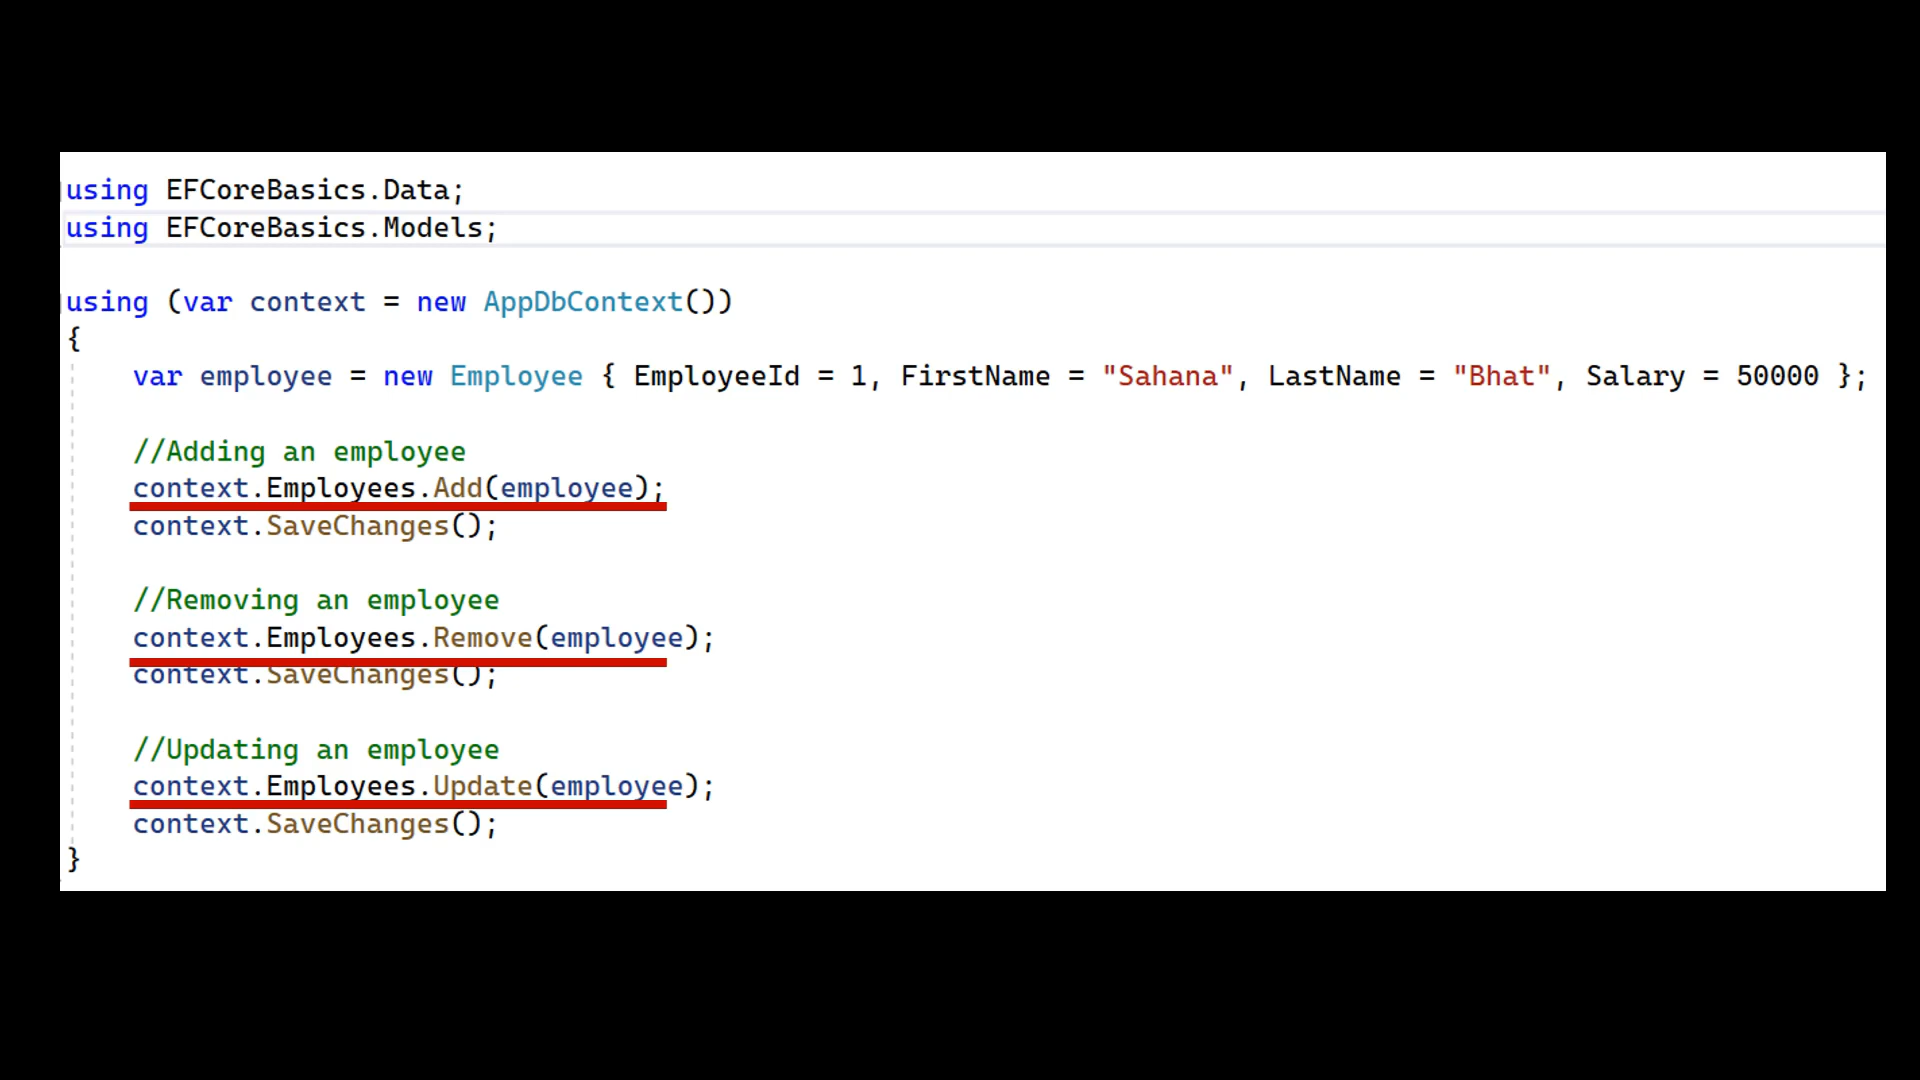 using EFCoreBasics.Data;
using EFCoreBasics.Models;
using (var context = new AppDbContext())
{
var employee = new Employee { EmployeeId = 1, FirstName = "Sahana", LastName = "Bhat", Salary = 50000 };
//Adding an employee
context.Employees.Add(employee);
context.SaveChanges();
//Removing an employee
context.Employees.Remove(employee);
context.SaveChanges();
//Updating an employee
context.Employees.Update(employee);
context.SaveChanges();
}